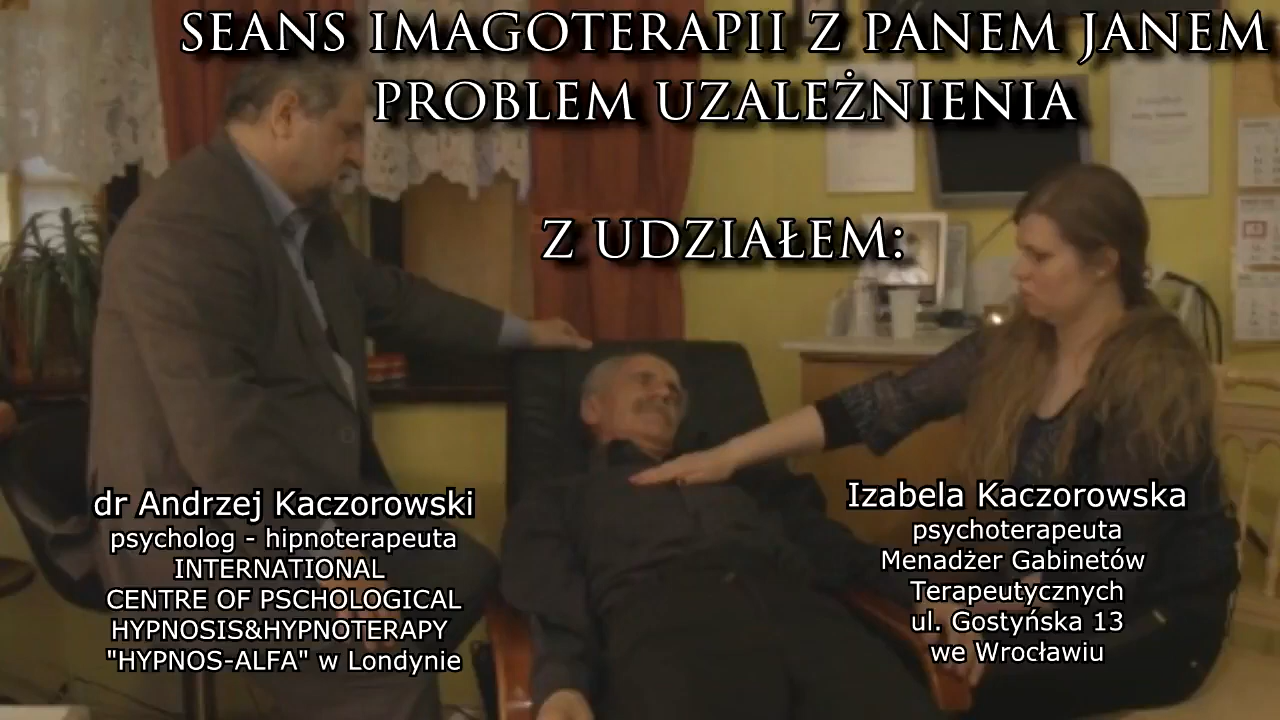 SEANS IMAGOTERAPII Z PANEM JANEM
PROBLEM UZALEŻNIENIA
Z UDZIAŁEM:
dr Andrzej Kaczorowski
psycholog - hipnoterapeuta
INTERNATIONAL
CENTRE OF PSCHOLOGICAL
HYPNOSIS&HYPNOTERAPY
"HYPNOS-ALFA" w Londynie
Izabela Kaczorowska
psychoterapeuta
Menadżer Gabinetów
Terapeutycznych
ul. Gostyńska 13
we Wrocławiu